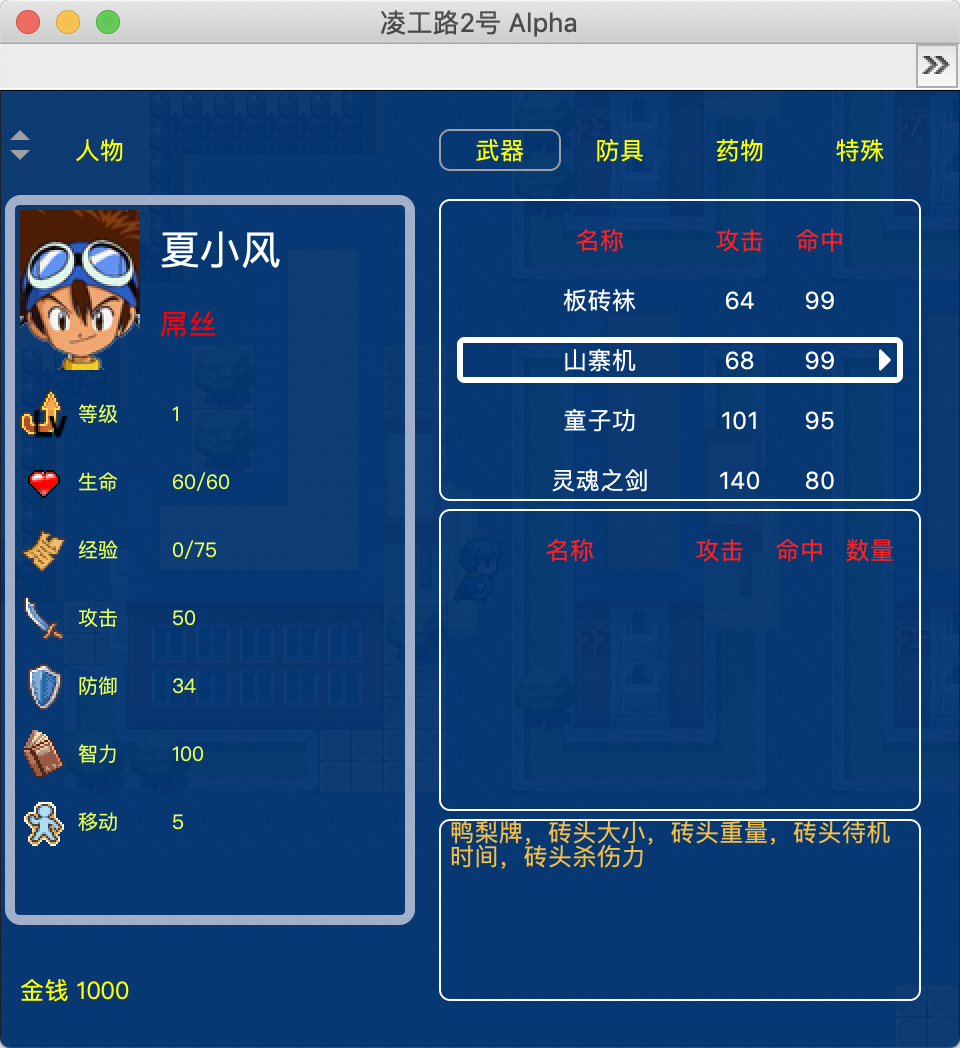 凌工路2号 Alpha
人物
武器 防具 药物 特殊
夏小风
屌丝
等级 1
生命 60/60
经验 0/75
攻击 50
防御 34
智力 100
移动 5
金钱 1000
名称 攻击 命中
板砖袜 64 99
山寨机 68 99
童子功 101 95
灵魂之剑 140 80
名称 攻击 命中 数量
鸭梨牌，砖头大小，砖头重量，砖头待机
时间，砖头杀伤力
LV
23
24
22